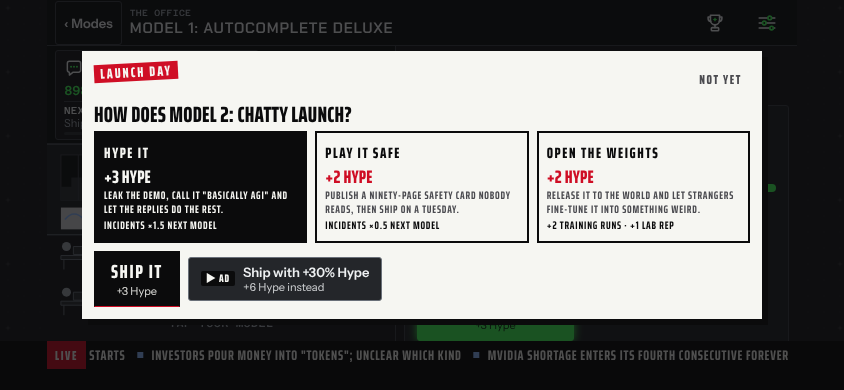 ‹ Modes
THE OFFICE
MODEL 1: AUTOCOMPLETE DELUXE
LAUNCH DAY
NOT YET
HOW DOES MODEL 2: CHATTY LAUNCH?
HYPE IT
+3 HYPE
LEAK THE DEMO, CALL IT "BASICALLY AGI" AND
LET THE REPLIES DO THE REST.
INCIDENTS ×1.5 NEXT MODEL
PLAY IT SAFE
+2 HYPE
PUBLISH A NINETY-PAGE SAFETY CARD NOBODY
READS, THEN SHIP ON A TUESDAY.
INCIDENTS ×0.5 NEXT MODEL
OPEN THE WEIGHTS
+2 HYPE
RELEASE IT TO THE WORLD AND LET STRANGERS
FINE-TUNE IT INTO SOMETHING WEIRD.
+2 TRAINING RUNS · +1 LAB REP
SHIP IT
+3 Hype
AD
Ship with +30% Hype
+6 Hype instead
+3 Hype
LIVE
STARTS ■ INVESTORS POUR MONEY INTO "TOKENS"; UNCLEAR WHICH KIND ■ MVIDIA SHORTAGE ENTERS ITS FOURTH CONSECUTIVE FOREVER